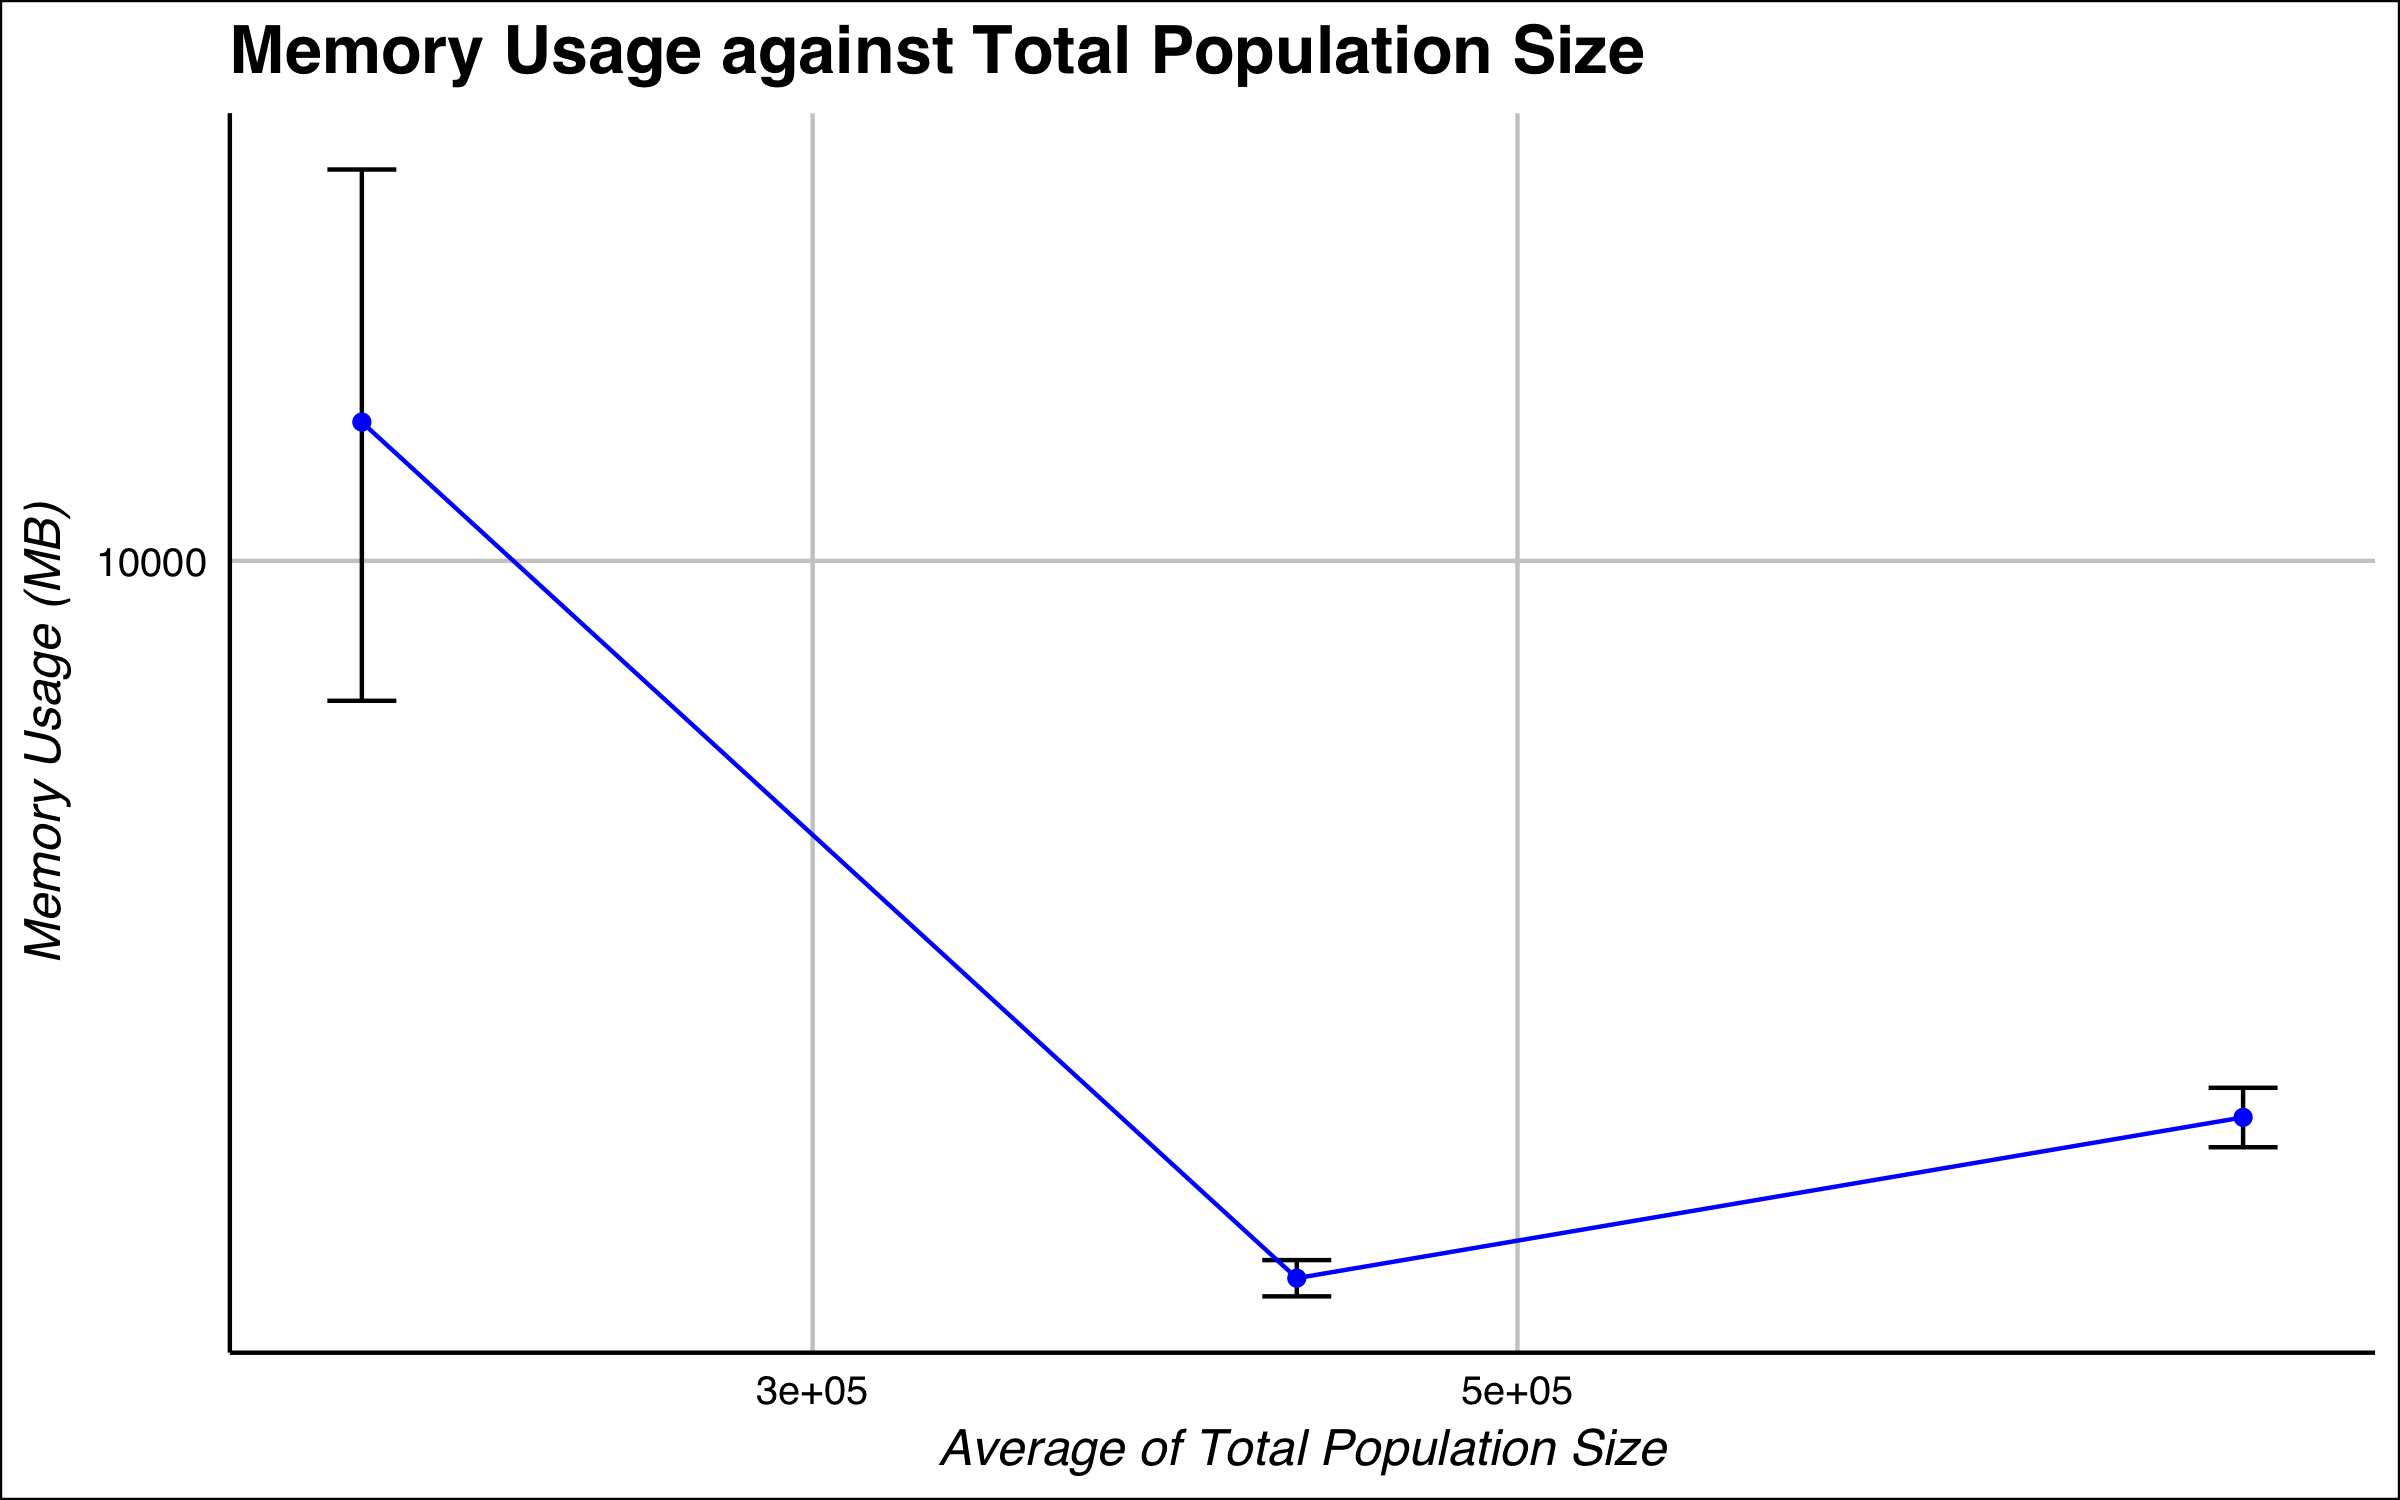 Memory Usage against Total Population Size
Memory Usage (MB)
10000
3e+05
5e+05
Average of Total Population Size